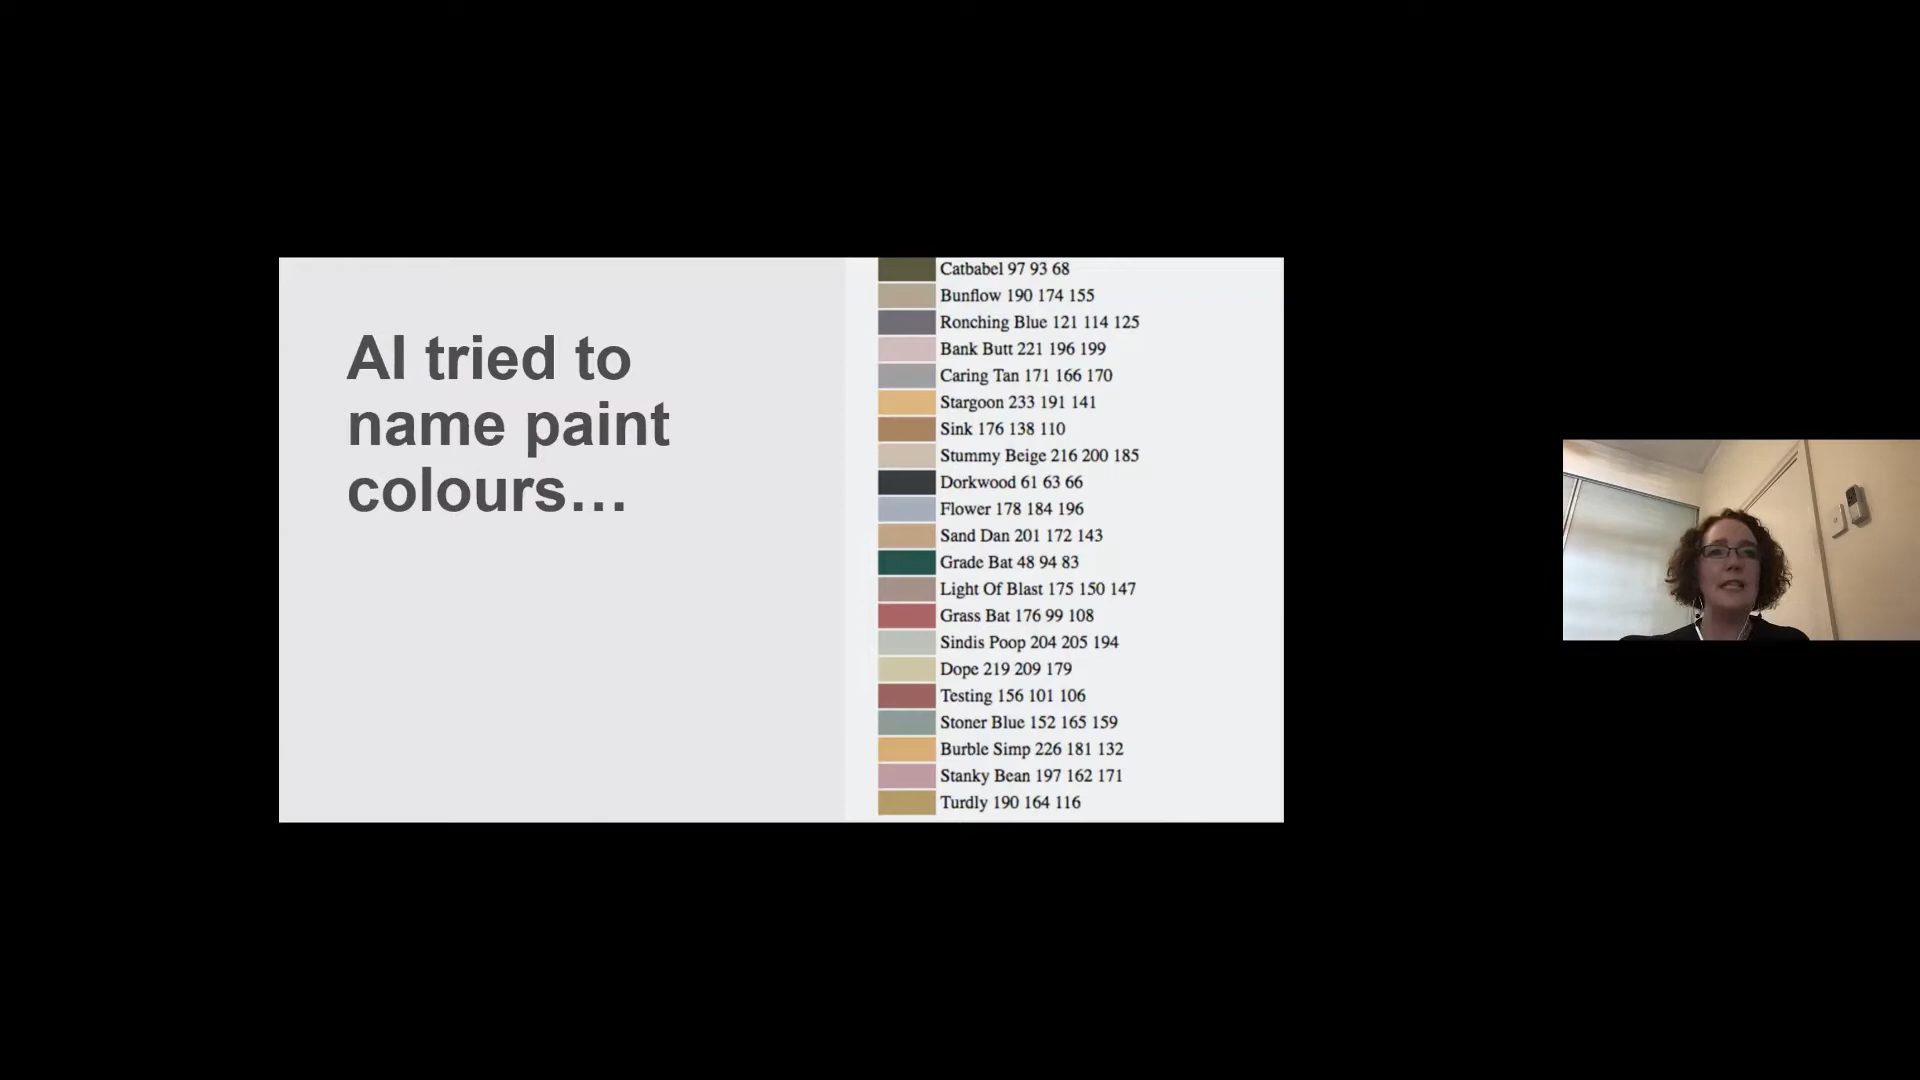 AI tried to
name paint
colours…
Catbabel 97 93 68
Bunflow 190 174 155
Ronching Blue 121 114 125
Bank Butt 221 196 199
Caring Tan 171 166 170
Stargoon 233 191 141
Sink 176 138 110
Stummy Beige 216 200 185
Dorkwood 61 63 66
Flower 178 184 196
Sand Dan 201 172 143
Grade Bat 48 94 83
Light Of Blast 175 150 147
Grass Bat 176 99 108
Sindis Poop 204 205 194
Dope 219 209 179
Testing 156 101 106
Stoner Blue 152 165 159
Burble Simp 226 181 132
Stanky Bean 197 162 171
Turdly 190 164 116